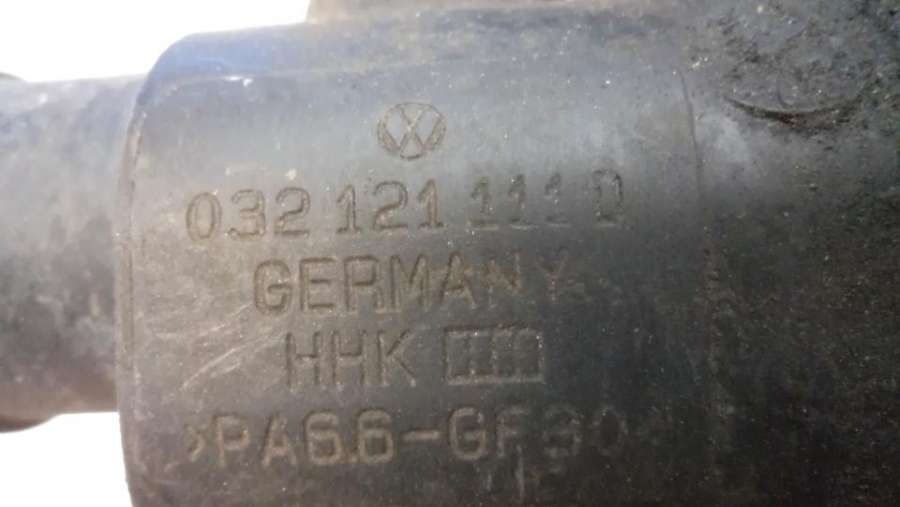 032 121 111 D
GERMANY
HHK
>PA6.6-GF30